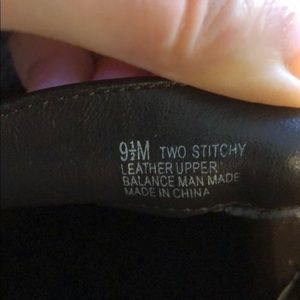 9½M TWO STITCHY
LEATHER UPPER
BALANCE MAN MADE
MADE IN CHINA